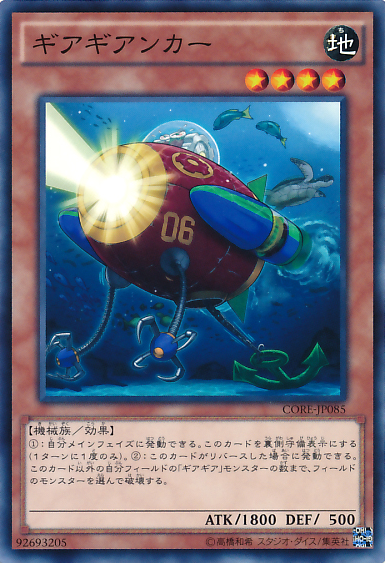 ギアギアンカー
地
06
CORE-JP085
【機械族/効果】
①：自分メインフェイズに発動できる。このカードを裏側守備表示にする
(1ターンに1度のみ)。②：このカードがリバースした場合に発動できる。
このカード以外の自分フィールドの「ギアギア」モンスターの数まで、フィールド
のモンスターを選んで破壊する。
ATK/1800 DEF/ 500
92693205
©高橋和希 スタジオ・ダイス/集英社